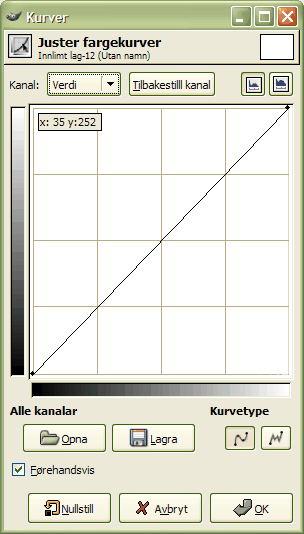 Kurver
Juster fargekurver
Innlimt lag-12 (Utan namn)
Kanal: Verdi Tilbakestill kanal
x: 35 y:252
Alle kanalar Kurvetype
Opna Lagra
Førehandsvis
Nullstill Avbryt OK